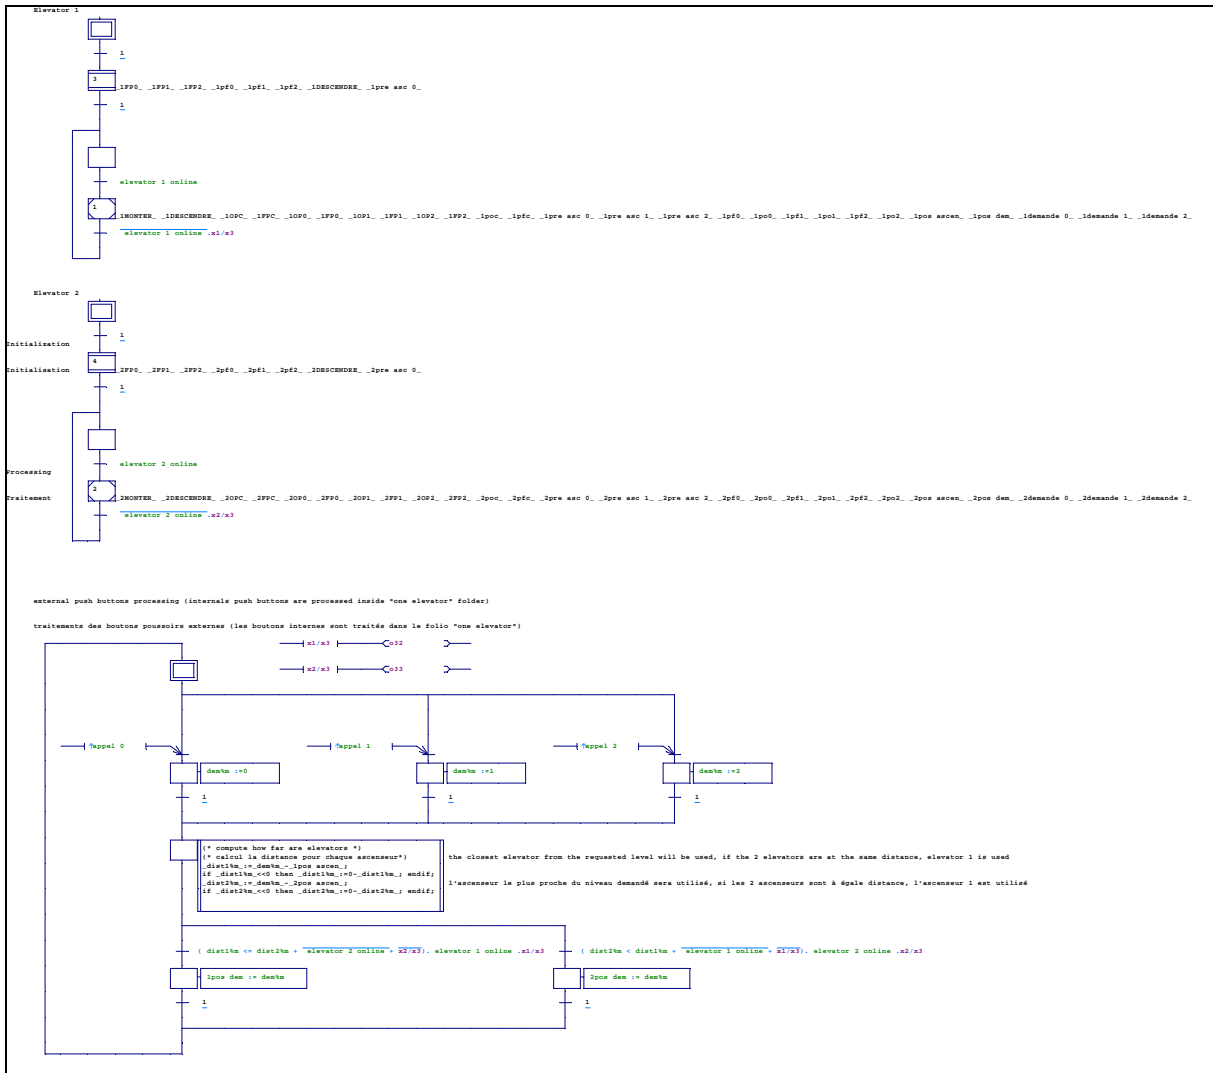 Elevator 1
1
3
_1FP0_ _1FP1_ _1FP2_ _1pf0_ _1pf1_ _1pf2_ _1DESCENDRE_ _1pre asc 0_
1
elevator 1 online
1
_1MONTER_ _1DESCENDRE_ _1OPC_ _1FPC_ _1OP0_ _1FP0_ _1OP1_ _1FP1_ _1OP2_ _1FP2_ _1poc_ _1pfc_ _1pre asc 0_ _1pre asc 1_ _1pre asc 2_ _1pf0_ _1po0_ _1pf1_ _1po1_ _1pf2_ _1po2_ _1pos ascen_ _1pos dem_ _1demande 0_ _1demande 1_ _1demande 2_
elevator 1 online .x1/x3
Elevator 2
1
Initialization
4
Initialisation
_2FP0_ _2FP1_ _2FP2_ _2pf0_ _2pf1_ _2pf2_ _2DESCENDRE_ _2pre asc 0_
1
elevator 2 online
Processing
2
Traitement
_2MONTER_ _2DESCENDRE_ _2OPC_ _2FPC_ _2OP0_ _2FP0_ _2OP1_ _2FP1_ _2OP2_ _2FP2_ _2poc_ _2pfc_ _2pre asc 0_ _2pre asc 1_ _2pre asc 2_ _2pf0_ _2po0_ _2pf1_ _2po1_ _2pf2_ _2po2_ _2pos ascen_ _2pos dem_ _2demande 0_ _2demande 1_ _2demande 2_
elevator 2 online .x2/x3
external push buttons processing (internals push buttons are processed inside "one elevator" folder)
traitements des boutons poussoirs externes (les boutons internes sont traités dans le folio "one elevator")
x1/x3 o32
x2/x3 o33
↑appel 0 ↑appel 1 ↑appel 2
dem%m :=0 dem%m :=1 dem%m :=2
1 1 1
(* compute how far are elevators *)
(* calcul la distance pour chaque ascenseur*)
the closest elevator from the requested level will be used, if the 2 elevators are at the same distance, elevator 1 is used
_dist1%m_:=_dem%m_-_1pos ascen_;
if _dist1%m_<<0 then _dist1%m_:=0-_dist1%m_; endif;
_dist2%m_:=_dem%m_-_2pos ascen_;
l'ascenseur le plus proche du niveau demandé sera utilisé, si les 2 ascenseurs sont à égale distance, l'ascenseur 1 est utilisé
if _dist2%m_<<0 then _dist2%m_:=0-_dist2%m_; endif;
( dist1%m <= dist2%m + elevator 2 online + x2/x3). elevator 1 online .x1/x3
( dist2%m < dist1%m + elevator 1 online + x1/x3). elevator 2 online .x2/x3
1pos dem := dem%m 2pos dem := dem%m
1 1